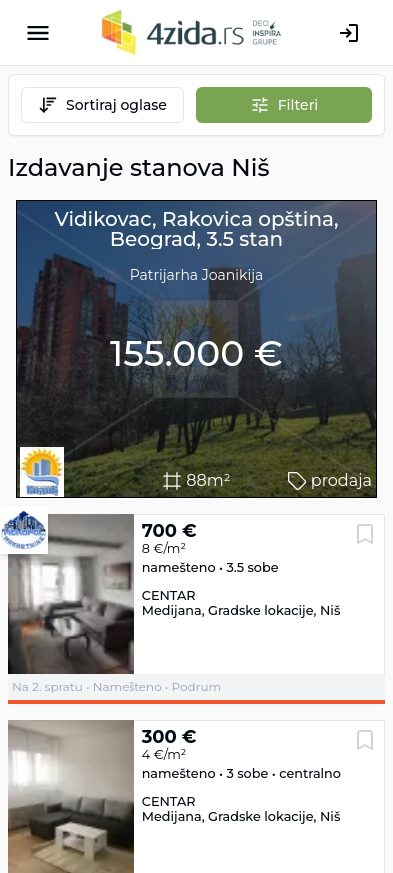 4zida.rs
DEO
INSPIRA
GRUPE
Sortiraj oglase
Filteri
Izdavanje stanova Niš
Vidikovac, Rakovica opština,
Beograd, 3.5 stan
Patrijarha Joanikija
155.000 €
88m²
prodaja
700 €
8 €/m²
namešteno • 3.5 sobe
CENTAR
Medijana, Gradske lokacije, Niš
Na 2. spratu • Namešteno • Podrum
300 €
4 €/m²
namešteno • 3 sobe • centralno
CENTAR
Medijana, Gradske lokacije, Niš